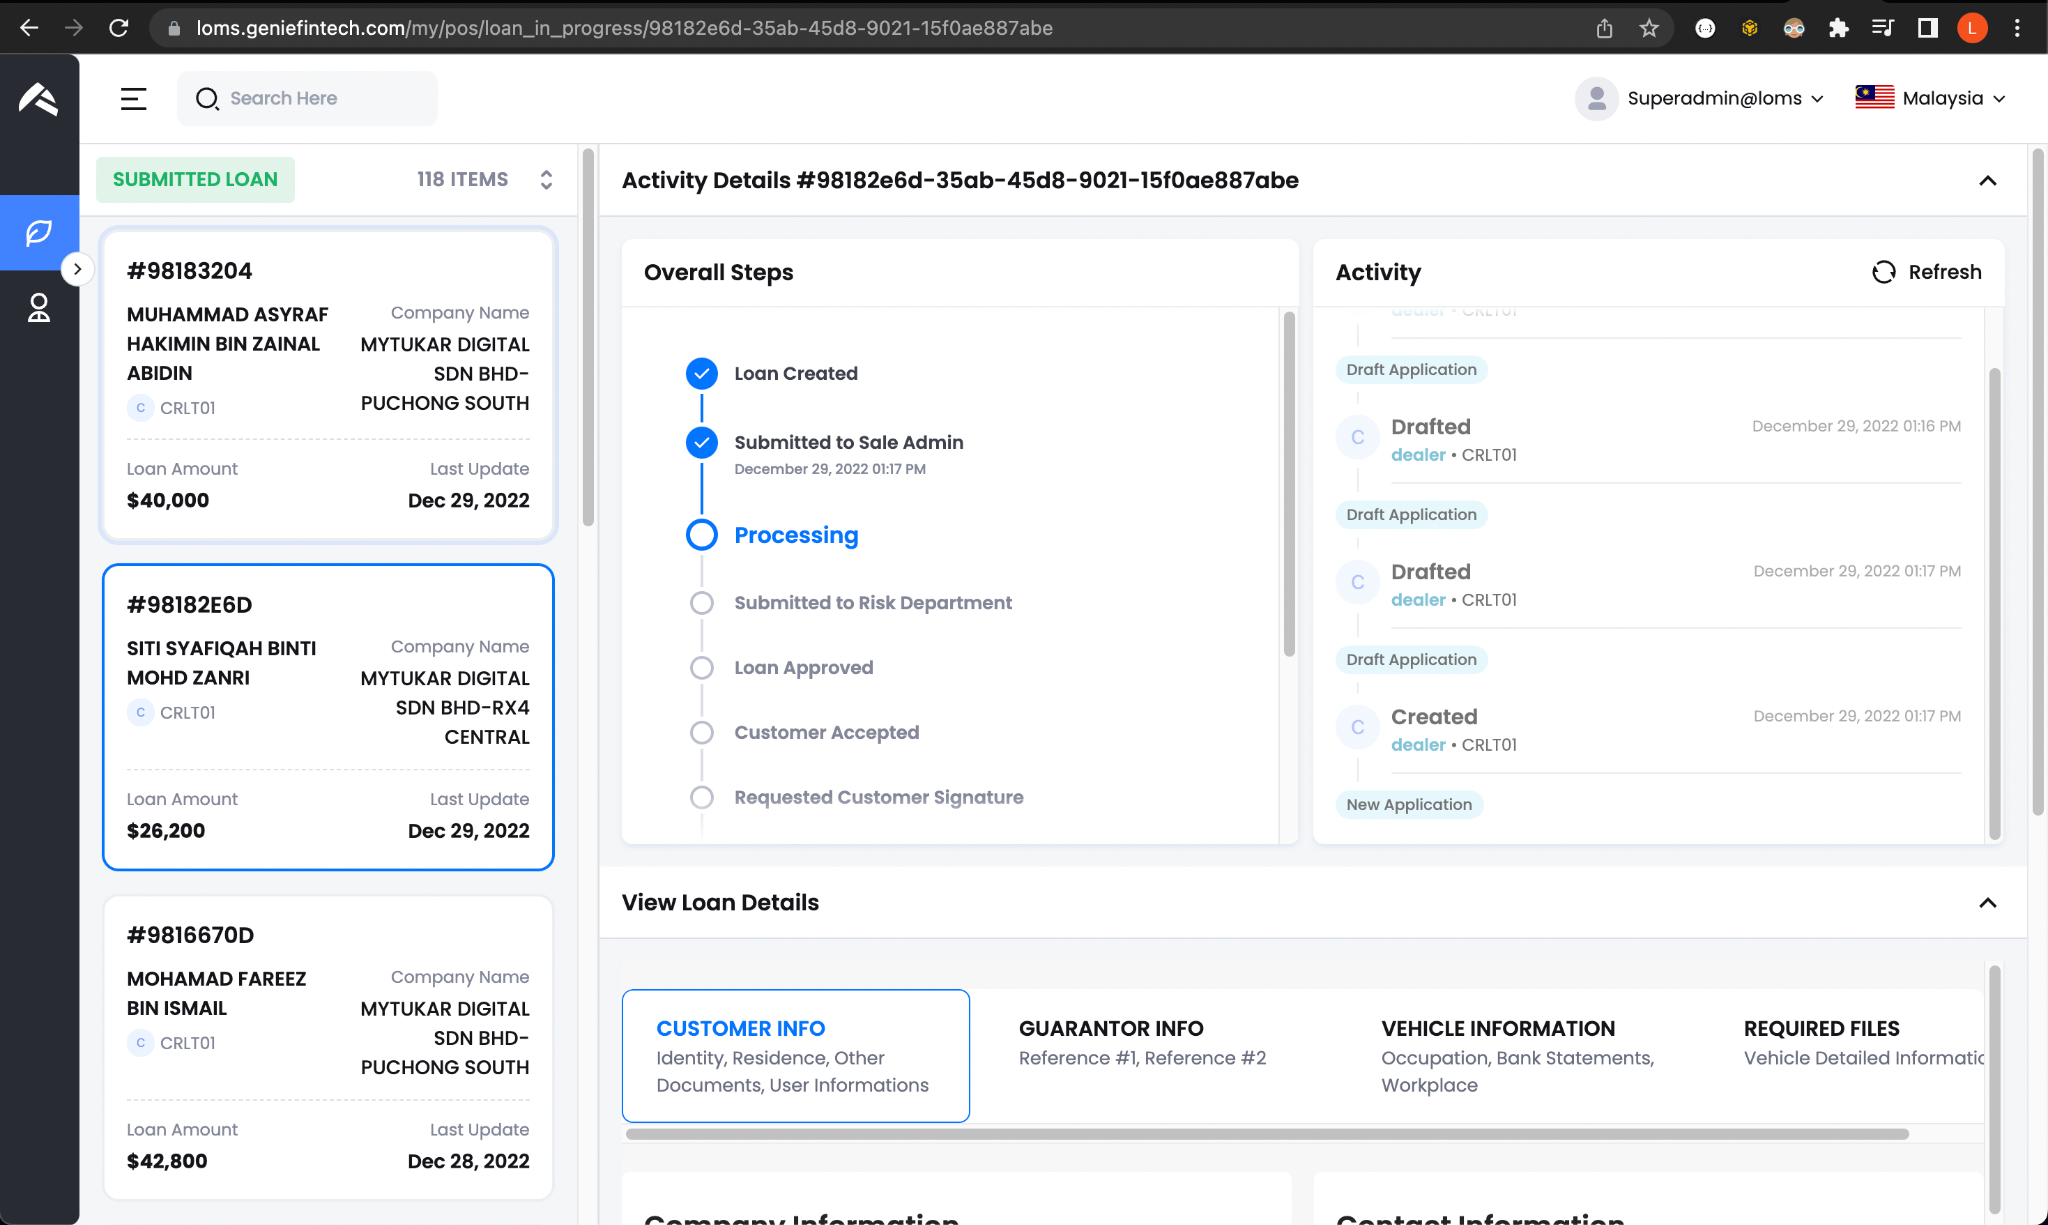 loms.geniefintech.com/my/pos/loan_in_progress/98182e6d-35ab-45d8-9021-15f0ae887abe
L
Search Here
Superadmin@loms
Malaysia
SUBMITTED LOAN
118 ITEMS
#98183204
MUHAMMAD ASYRAF
HAKIMIN BIN ZAINAL
ABIDIN
C CRLT01
Company Name
MYTUKAR DIGITAL
SDN BHD-
PUCHONG SOUTH
Loan Amount
$40,000
Last Update
Dec 29, 2022
#98182E6D
SITI SYAFIQAH BINTI
MOHD ZANRI
C CRLT01
Company Name
MYTUKAR DIGITAL
SDN BHD-RX4
CENTRAL
Loan Amount
$26,200
Last Update
Dec 29, 2022
#9816670D
MOHAMAD FAREEZ
BIN ISMAIL
C CRLT01
Company Name
MYTUKAR DIGITAL
SDN BHD-
PUCHONG SOUTH
Loan Amount
$42,800
Last Update
Dec 28, 2022
Activity Details #98182e6d-35ab-45d8-9021-15f0ae887abe
Overall Steps
Loan Created
Submitted to Sale Admin
December 29, 2022 01:17 PM
Processing
Submitted to Risk Department
Loan Approved
Customer Accepted
Requested Customer Signature
Activity
Refresh
dealer • CRLT01
Draft Application
C
Drafted
December 29, 2022 01:16 PM
dealer • CRLT01
Draft Application
C
Drafted
December 29, 2022 01:17 PM
dealer • CRLT01
Draft Application
C
Created
December 29, 2022 01:17 PM
dealer • CRLT01
New Application
View Loan Details
CUSTOMER INFO
Identity, Residence, Other
Documents, User Informations
GUARANTOR INFO
Reference #1, Reference #2
VEHICLE INFORMATION
Occupation, Bank Statements,
Workplace
REQUIRED FILES
Vehicle Detailed Informatic
Company Information
Contact Information